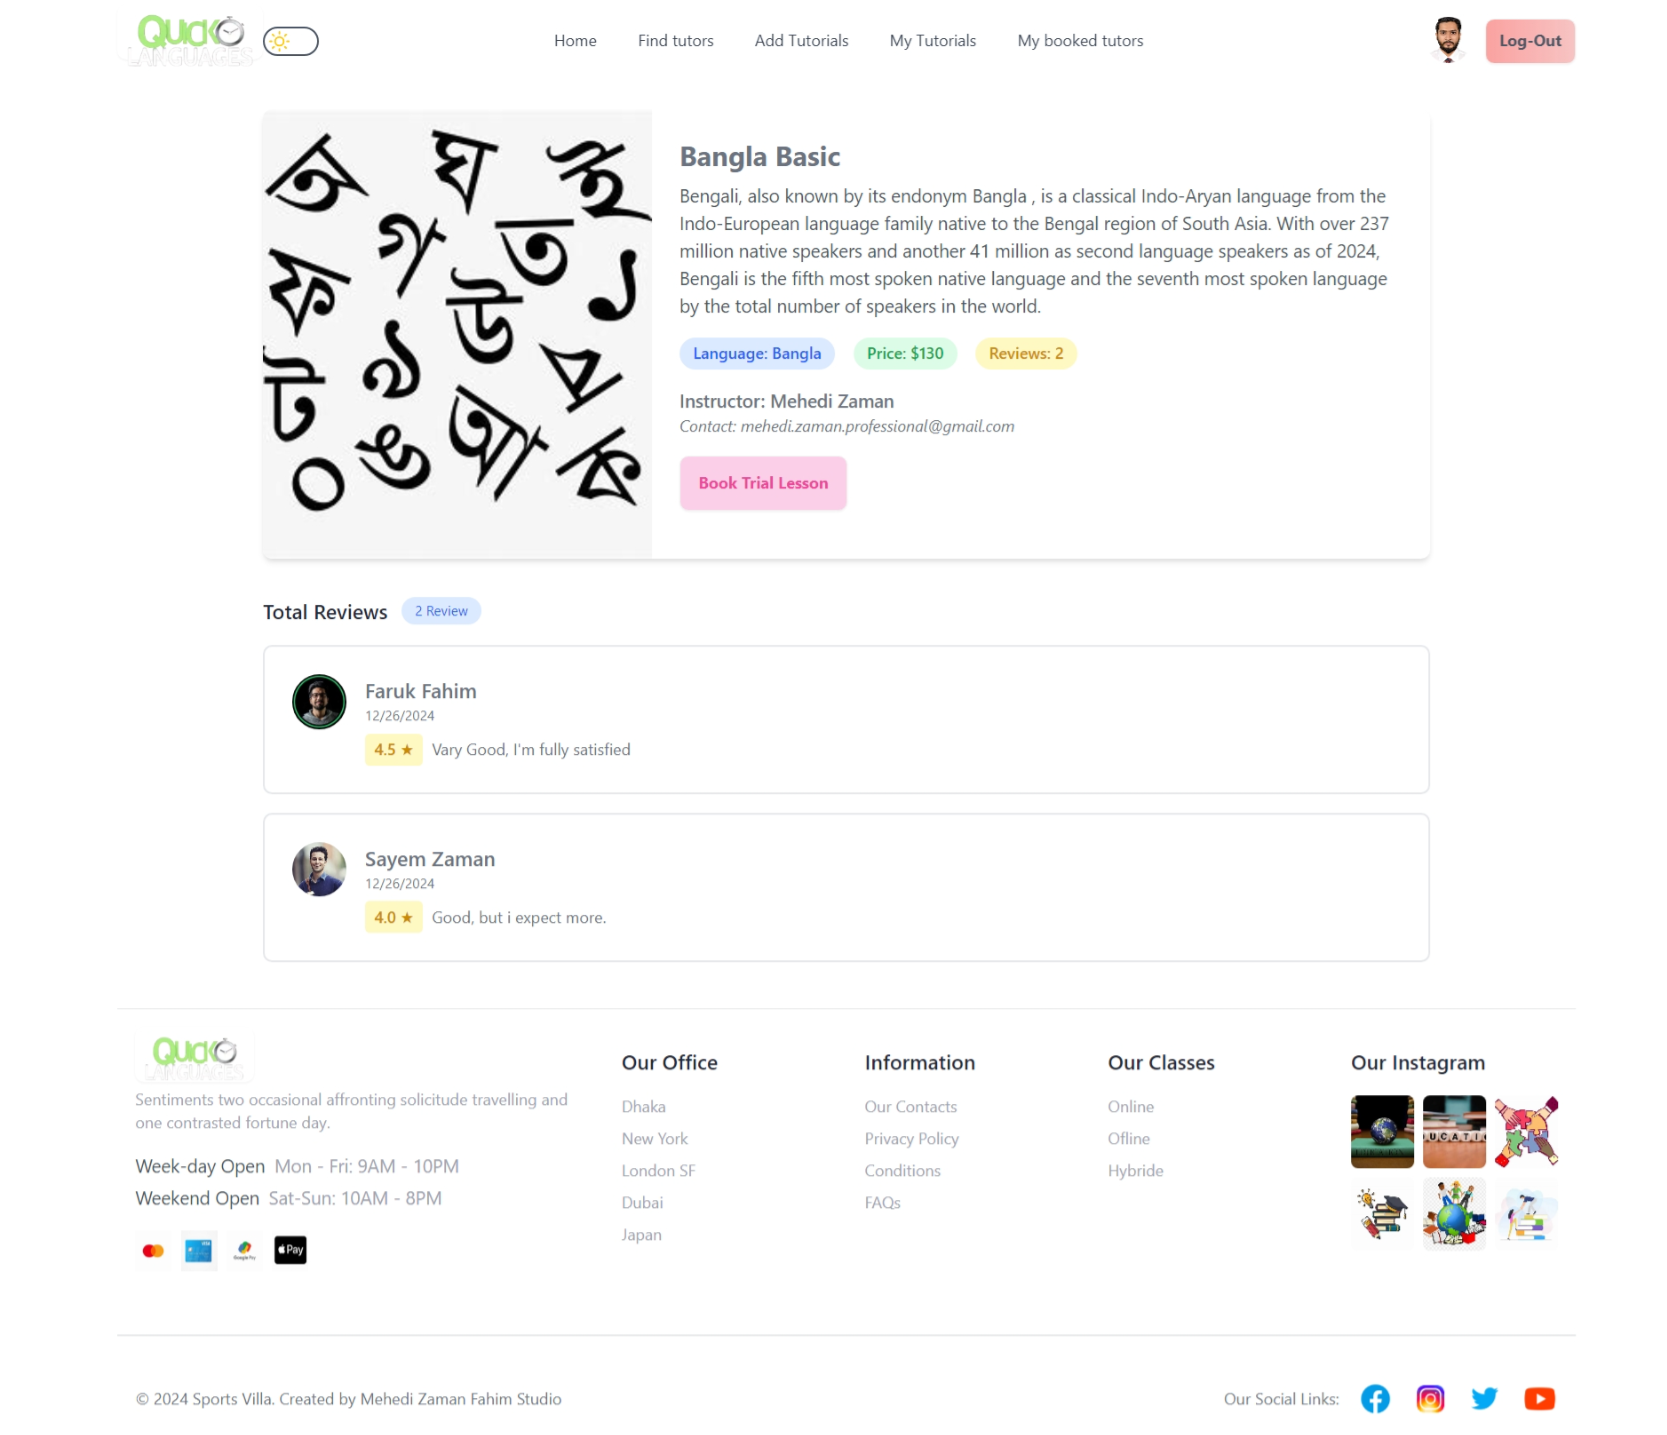 Quick
LANGUAGES
Home
Find tutors
Add Tutorials
My Tutorials
My booked tutors
Log-Out
অ ঘ ই
গ ত ১
ফ উ
ট ৯ ঝ
ঙ আ
০ ক
Bangla Basic
Bengali, also known by its endonym Bangla , is a classical Indo-Aryan language from the
Indo-European language family native to the Bengal region of South Asia. With over 237
million native speakers and another 41 million as second language speakers as of 2024,
Bengali is the fifth most spoken native language and the seventh most spoken language
by the total number of speakers in the world.
Language: Bangla
Price: $130
Reviews: 2
Instructor: Mehedi Zaman
Contact: mehedi.zaman.professional@gmail.com
Book Trial Lesson
Total Reviews
2 Review
Faruk Fahim
12/26/2024
4.5 ★ Vary Good, I'm fully satisfied
Sayem Zaman
12/26/2024
4.0 ★ Good, but i expect more.
Quick
LANGUAGES
Sentiments two occasional affronting solicitude travelling and
one contrasted fortune day.
Week-day Open Mon - Fri: 9AM - 10PM
Weekend Open Sat-Sun: 10AM - 8PM
Google Pay
Pay
Our Office
Dhaka
New York
London SF
Dubai
Japan
Information
Our Contacts
Privacy Policy
Conditions
FAQs
Our Classes
Online
Ofline
Hybride
Our Instagram
UCATI
© 2024 Sports Villa. Created by Mehedi Zaman Fahim Studio
Our Social Links: